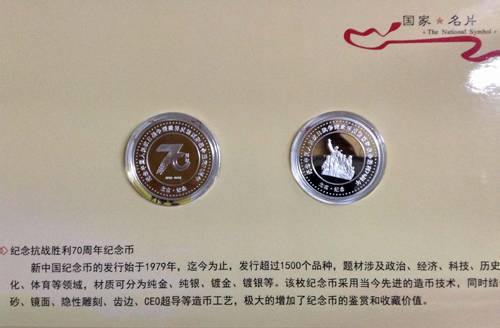 国家★名片
The National Symbol
70
1945-2015
北京·纪念
纪念抗战胜利70周年纪念币
新中国纪念币的发行始于1979年，迄今为止，发行超过1500个品种，题材涉及政治、经济、科技、历史
化、体育等领域，材质可分为纯金、纯银、镀金、镀银等。该枚纪念币采用当今先进的造币技术，同时结
砂、镜面、隐性雕刻、齿边、CEO超导等造币工艺，极大的增加了纪念币的鉴赏和收藏价值。